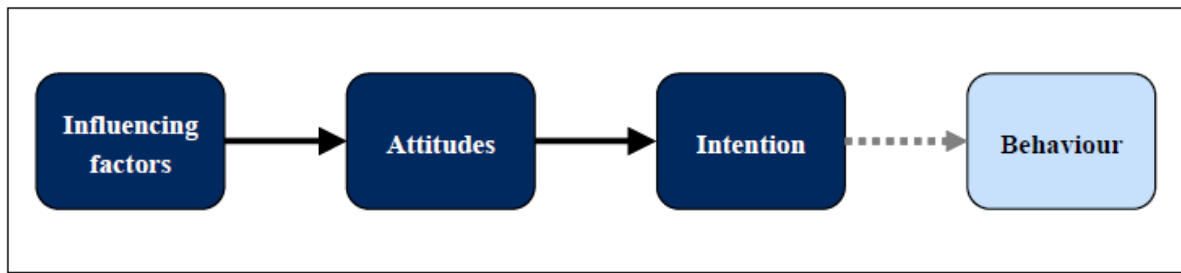 Influencing
factors
Attitudes
Intention
Behaviour